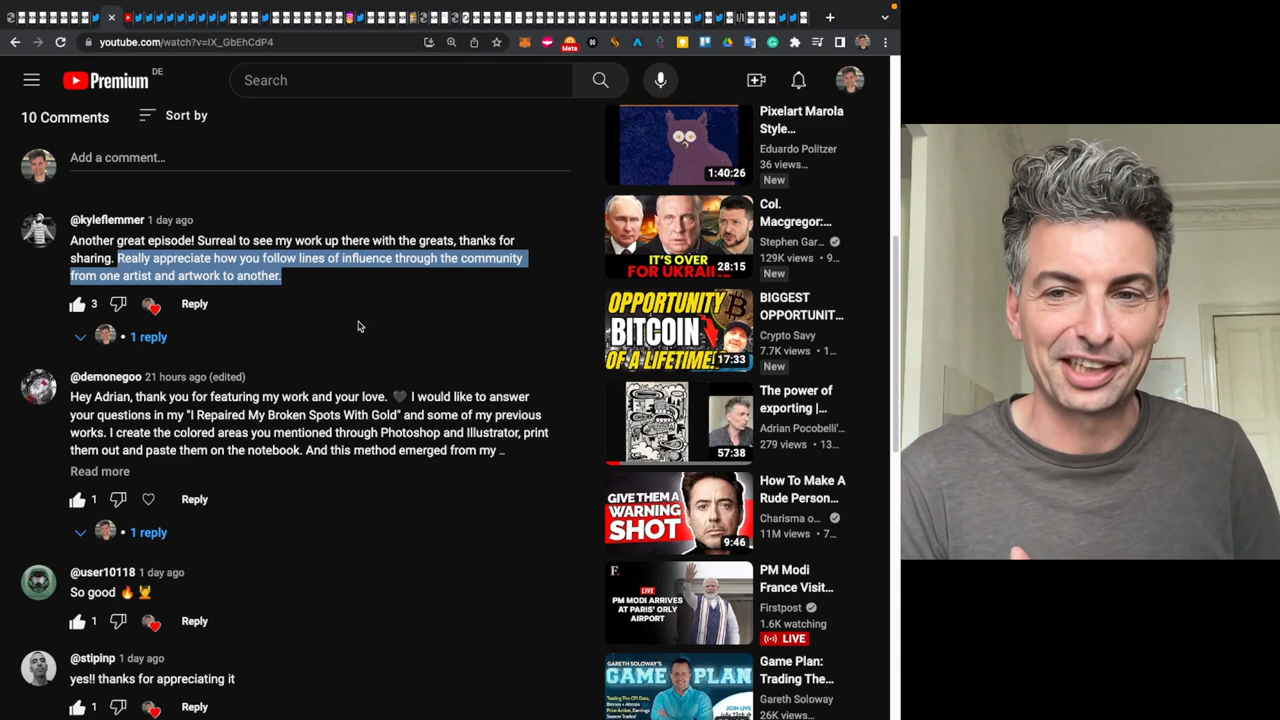 youtube.com/watch?v=IX_GbEhCdP4
Meta
Premium
DE
Search
10 Comments
Sort by
Add a comment...
@kyleflemmer 1 day ago
Another great episode! Surreal to see my work up there with the greats, thanks for
sharing. Really appreciate how you follow lines of influence through the community
from one artist and artwork to another.
3
Reply
• 1 reply
@demonegoo 21 hours ago (edited)
Hey Adrian, thank you for featuring my work and your love. 🖤 I would like to answer
your questions in my "I Repaired My Broken Spots With Gold" and some of my previous
works. I create the colored areas you mentioned through Photoshop and Illustrator, print
them out and paste them on the notebook. And this method emerged from my ..
Read more
1
Reply
• 1 reply
@user10118 1 day ago
So good 🔥
1
Reply
@stipinp 1 day ago
yes!! thanks for appreciating it
1
Reply
1:40:26
Pixelart Marola
Style...
Eduardo Politzer
36 views...
New
IT'S OVER
FOR UKRAI
28:15
Col.
Macgregor:...
Stephen Gar...
129K views...
New
OPPORTUNITY
BITCOIN
OF A LIFETIME!
17:33
BIGGEST
OPPORTUNIT...
Crypto Savy
7.7K views • 1...
New
57:38
The power of
exporting |...
Adrian Pocobelli'...
279 views • 13...
GIVE THEM A
WARNING
SHOT
9:46
How To Make A
Rude Person...
Charisma o...
11M views • 7...
F.
LIVE
PM MODI ARRIVES
AT PARIS' ORLY
AIRPORT
PM Modi
France Visit...
Firstpost
1.6K watching
LIVE
GARETH SOLOWAY'S
GAME PLAN
Game Plan:
Trading The...
Gareth Soloway
26K views...